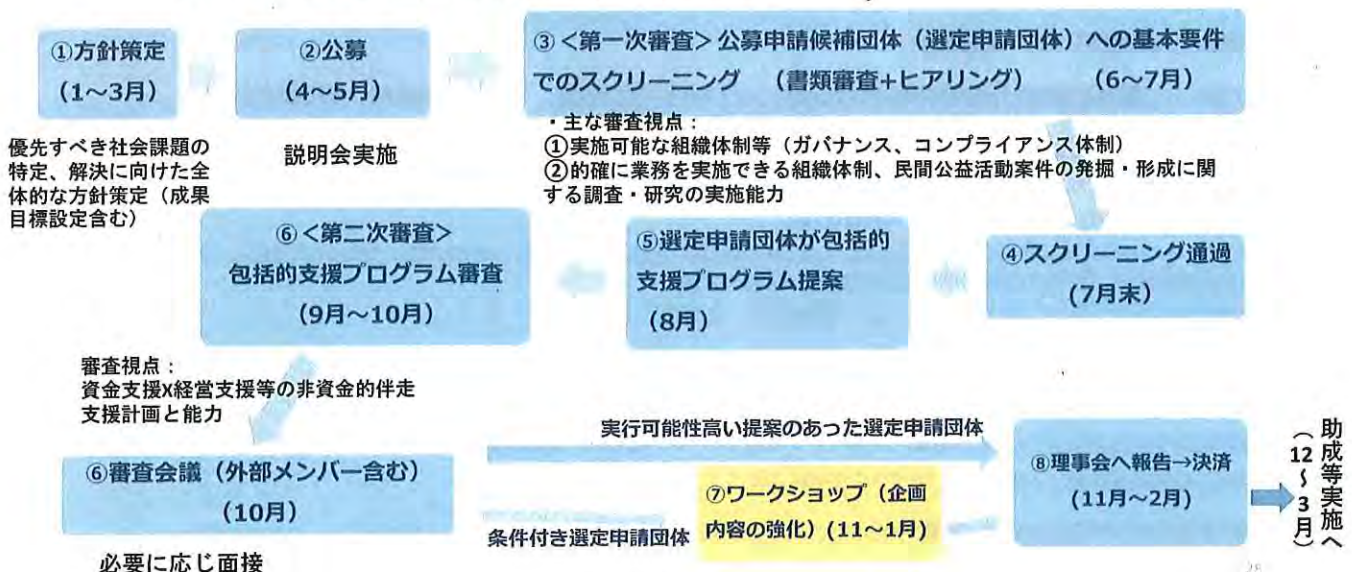 ①方針策定
（1～3月）
②公募
（4～5月）
③＜第一次審査＞公募申請候補団体（選定申請団体）への基本要件
でのスクリーニング　（書類審査+ヒアリング）　（6～7月）
優先すべき社会課題の
特定、解決に向けた全
体的な方針策定（成果
目標設定含む）
説明会実施
・主な審査視点：
①実施可能な組織体制等（ガバナンス、コンプライアンス体制）
②的確に業務を実施できる組織体制、民間公益活動案件の発掘・形成に関
する調査・研究の実施能力
④スクリーニング通過
（7月末）
⑤選定申請団体が包括的
支援プログラム提案
（8月）
⑥＜第二次審査＞
包括的支援プログラム審査
（9月～10月）
審査視点：
資金支援X経営支援等の非資金的伴走
支援計画と能力
⑥審査会議（外部メンバー含む）
（10月）
必要に応じ面接
実行可能性高い提案のあった選定申請団体
条件付き選定申請団体
⑦ワークショップ（企画
内容の強化）（11～1月）
⑧理事会へ報告→決済
（11月～2月）
助成等実施へ
（12～3月）
28